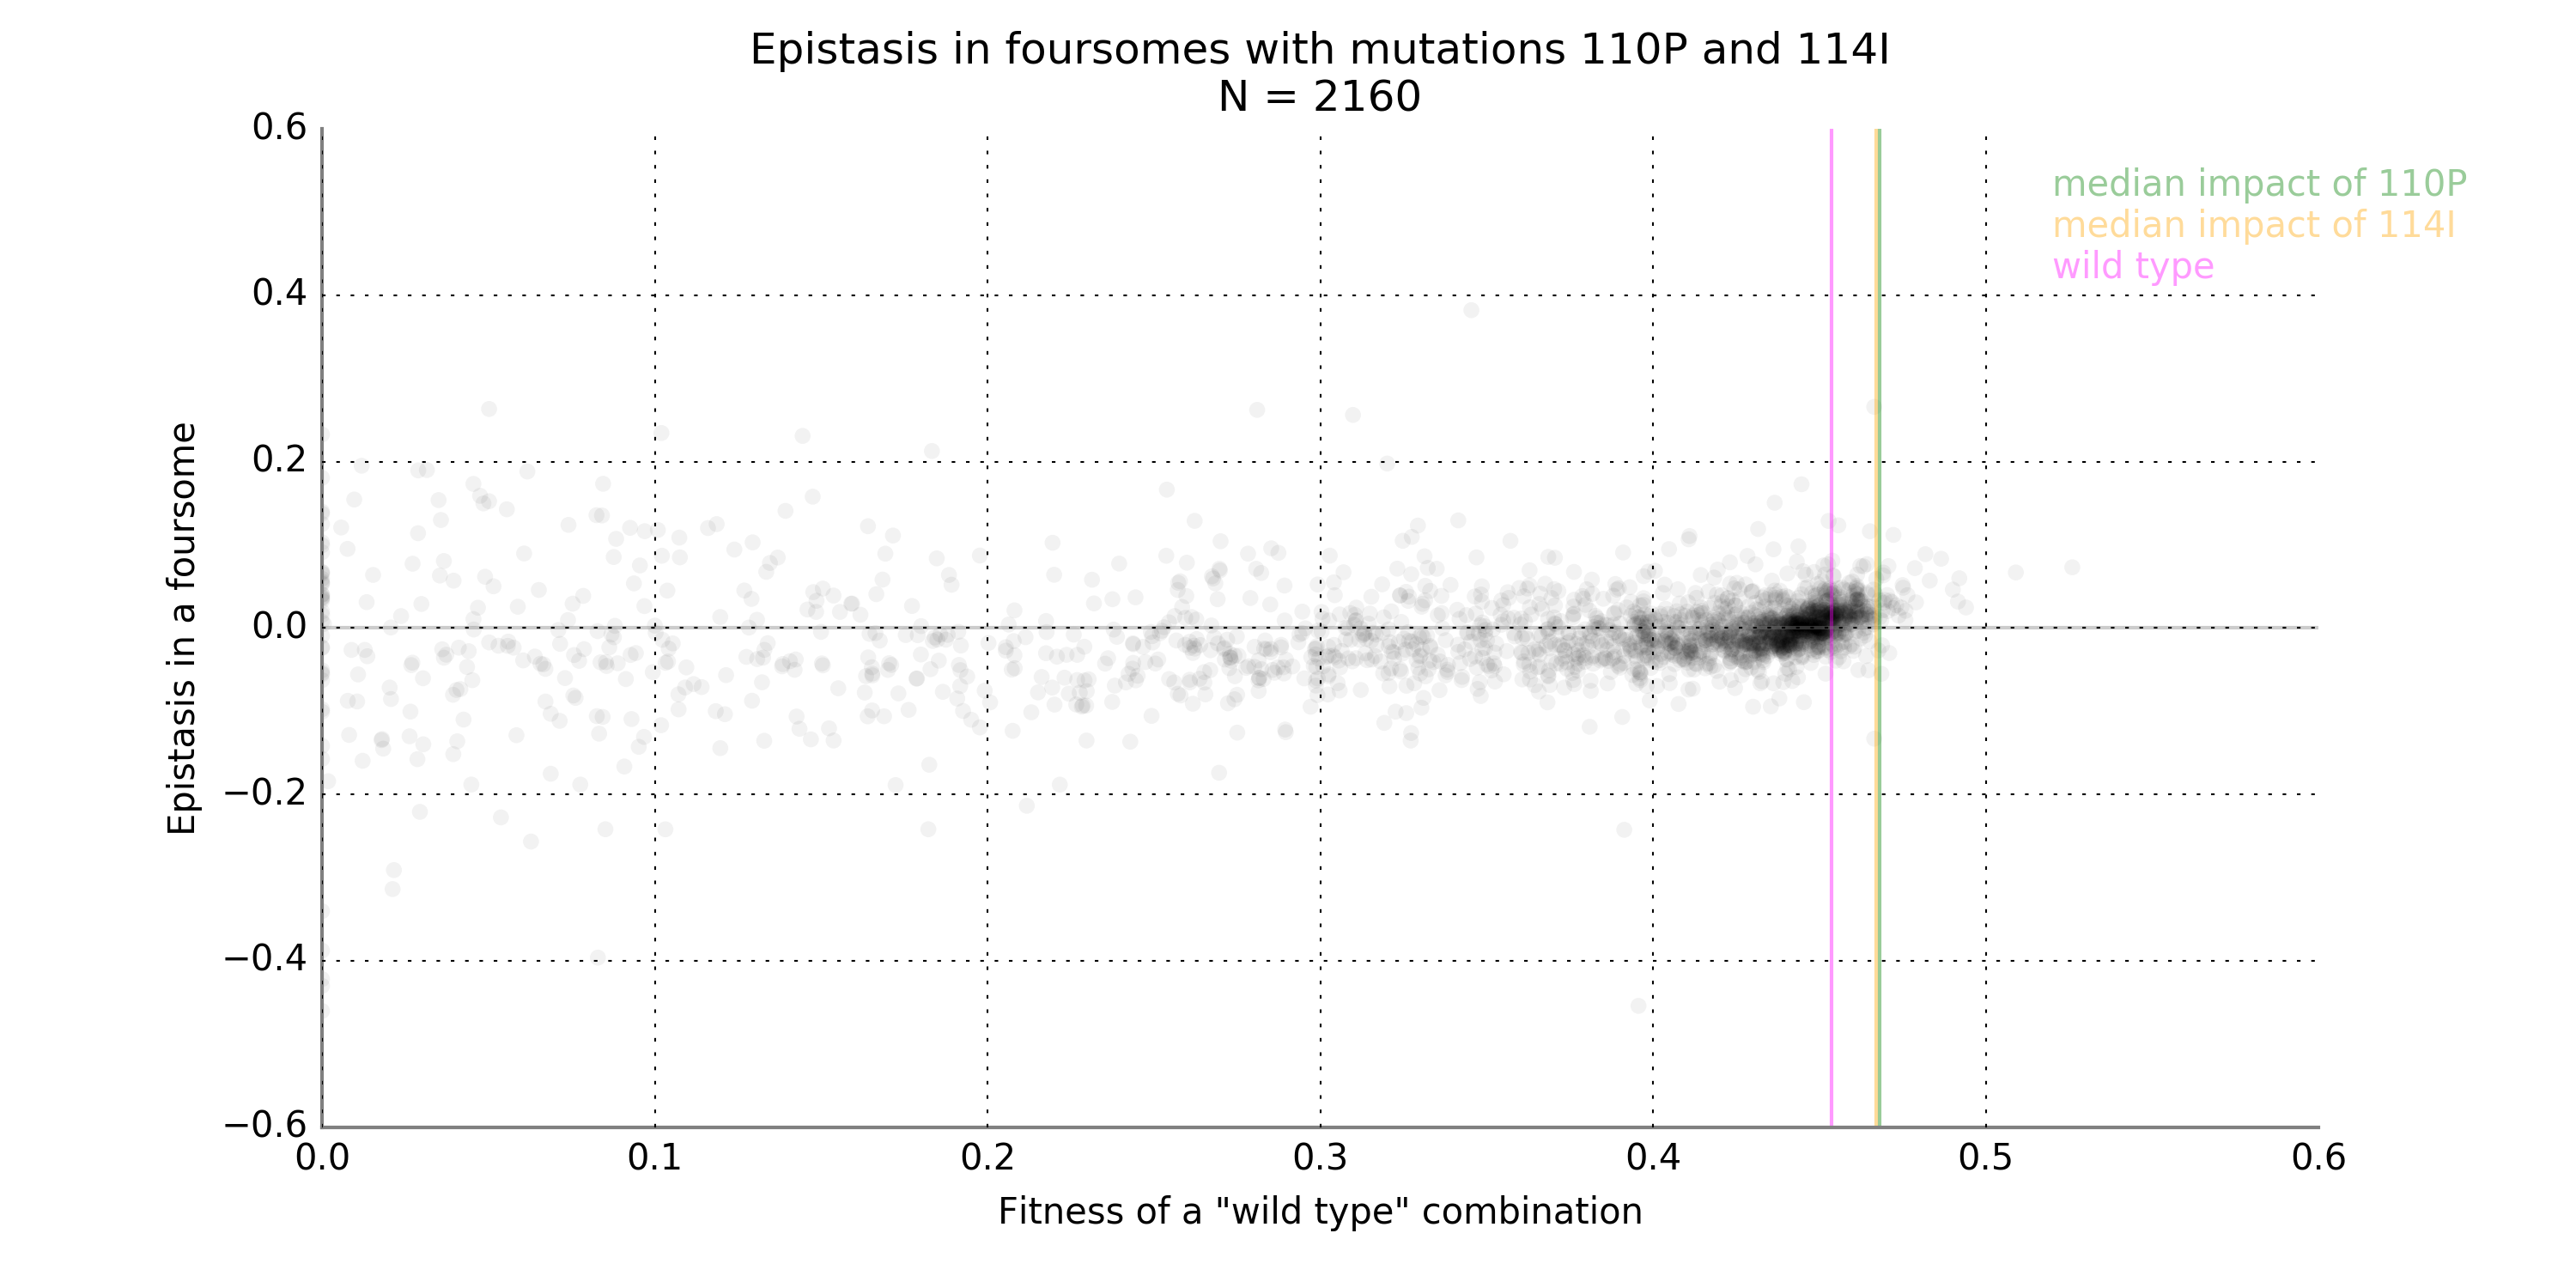 Epistasis in foursomes with mutations 110P and 114I
N = 2160
0.6
0.4
0.2
0.0
−0.2
−0.4
−0.6
Epistasis in a foursome
median impact of 110P
median impact of 114I
wild type
0.0 0.1 0.2 0.3 0.4 0.5 0.6
Fitness of a "wild type" combination